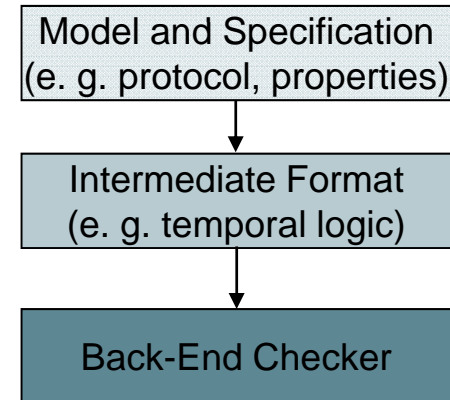 Model and Specification
(e. g. protocol, properties)
Intermediate Format
(e. g. temporal logic)
Back-End Checker